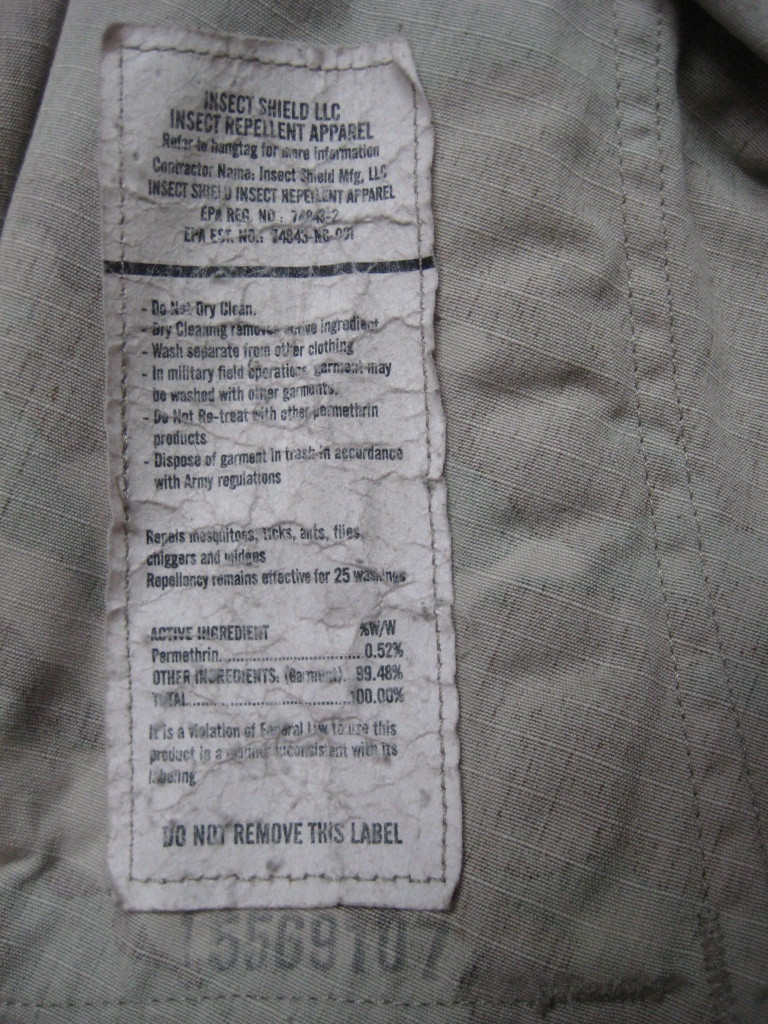 INSECT SHIELD LLC
INSECT REPELLENT APPAREL
Refer to hangtag for more information
Contractor Name: Insect Shield Mfg, LLC
INSECT SHIELD INSECT REPELLENT APPAREL
EPA REG. NO.: 74843-2
EPA EST. NO.: 74843-NC-001
- Do Not Dry Clean.
- Dry Cleaning removes active ingredient
- Wash separate from other clothing
- In military field operations, garment may
be washed with other garments.
- Do Not Re-treat with other permethrin
products
- Dispose of garment in trash in accordance
with Army regulations
Repels mosquitoes, ticks, ants, flies,
chiggers and midges
Repellency remains effective for 25 washings
ACTIVE INGREDIENT %W/W
Permethrin..............................0.52%
OTHER INGREDIENTS: (Garment). 99.48%
TOTAL..............................100.00%
It is a violation of Federal Law to use this
product in a manner inconsistent with its
labeling
DO NOT REMOVE THIS LABEL
5569107